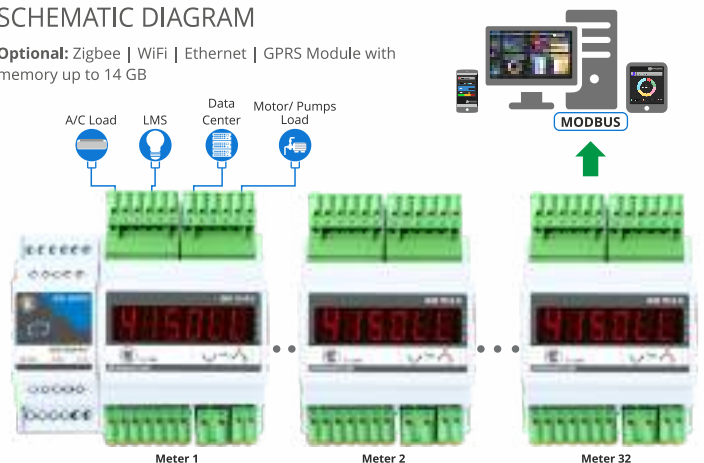 SCHEMATIC DIAGRAM
Optional: Zigbee | WiFi | Ethernet | GPRS Module with
memory up to 14 GB
A/C Load
LMS
Data
Center
Motor/ Pumps
Load
MODBUS
Meter 1
Meter 2
Meter 32